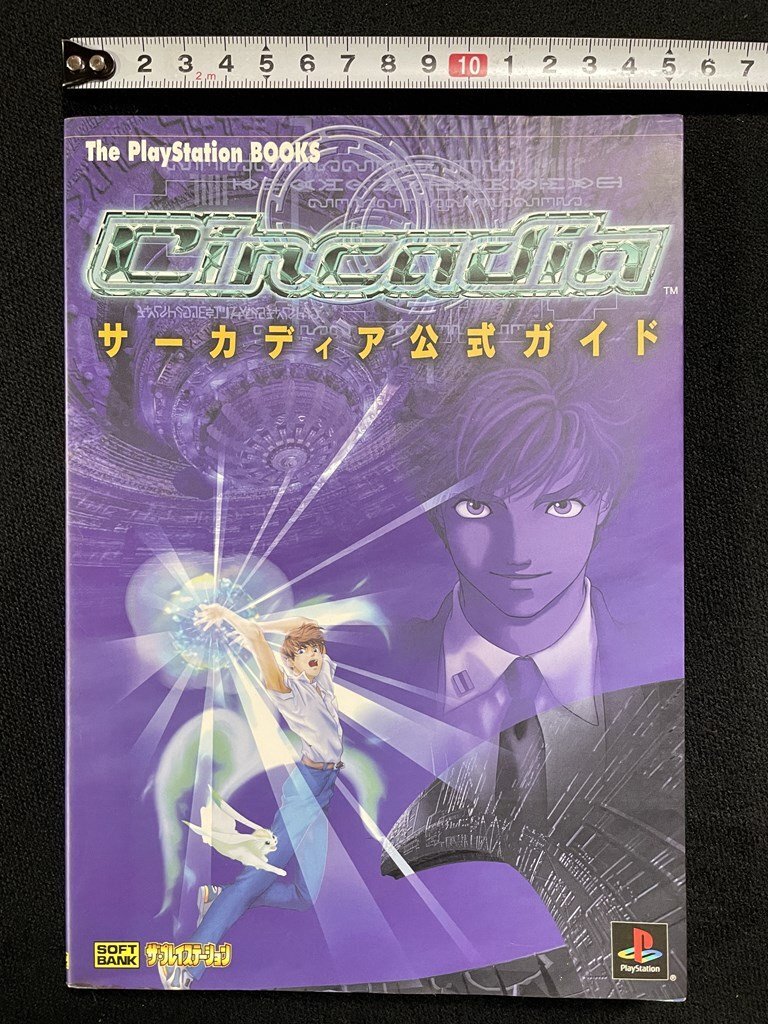 2 3 4 5 6 7 8 9 10 1 2 3 4 5 6 7
2m
The PlayStation BOOKS
Circadia
TM
サーカディア公式ガイド
SOFT
BANK
ザ・プレイステーション
PlayStation
®